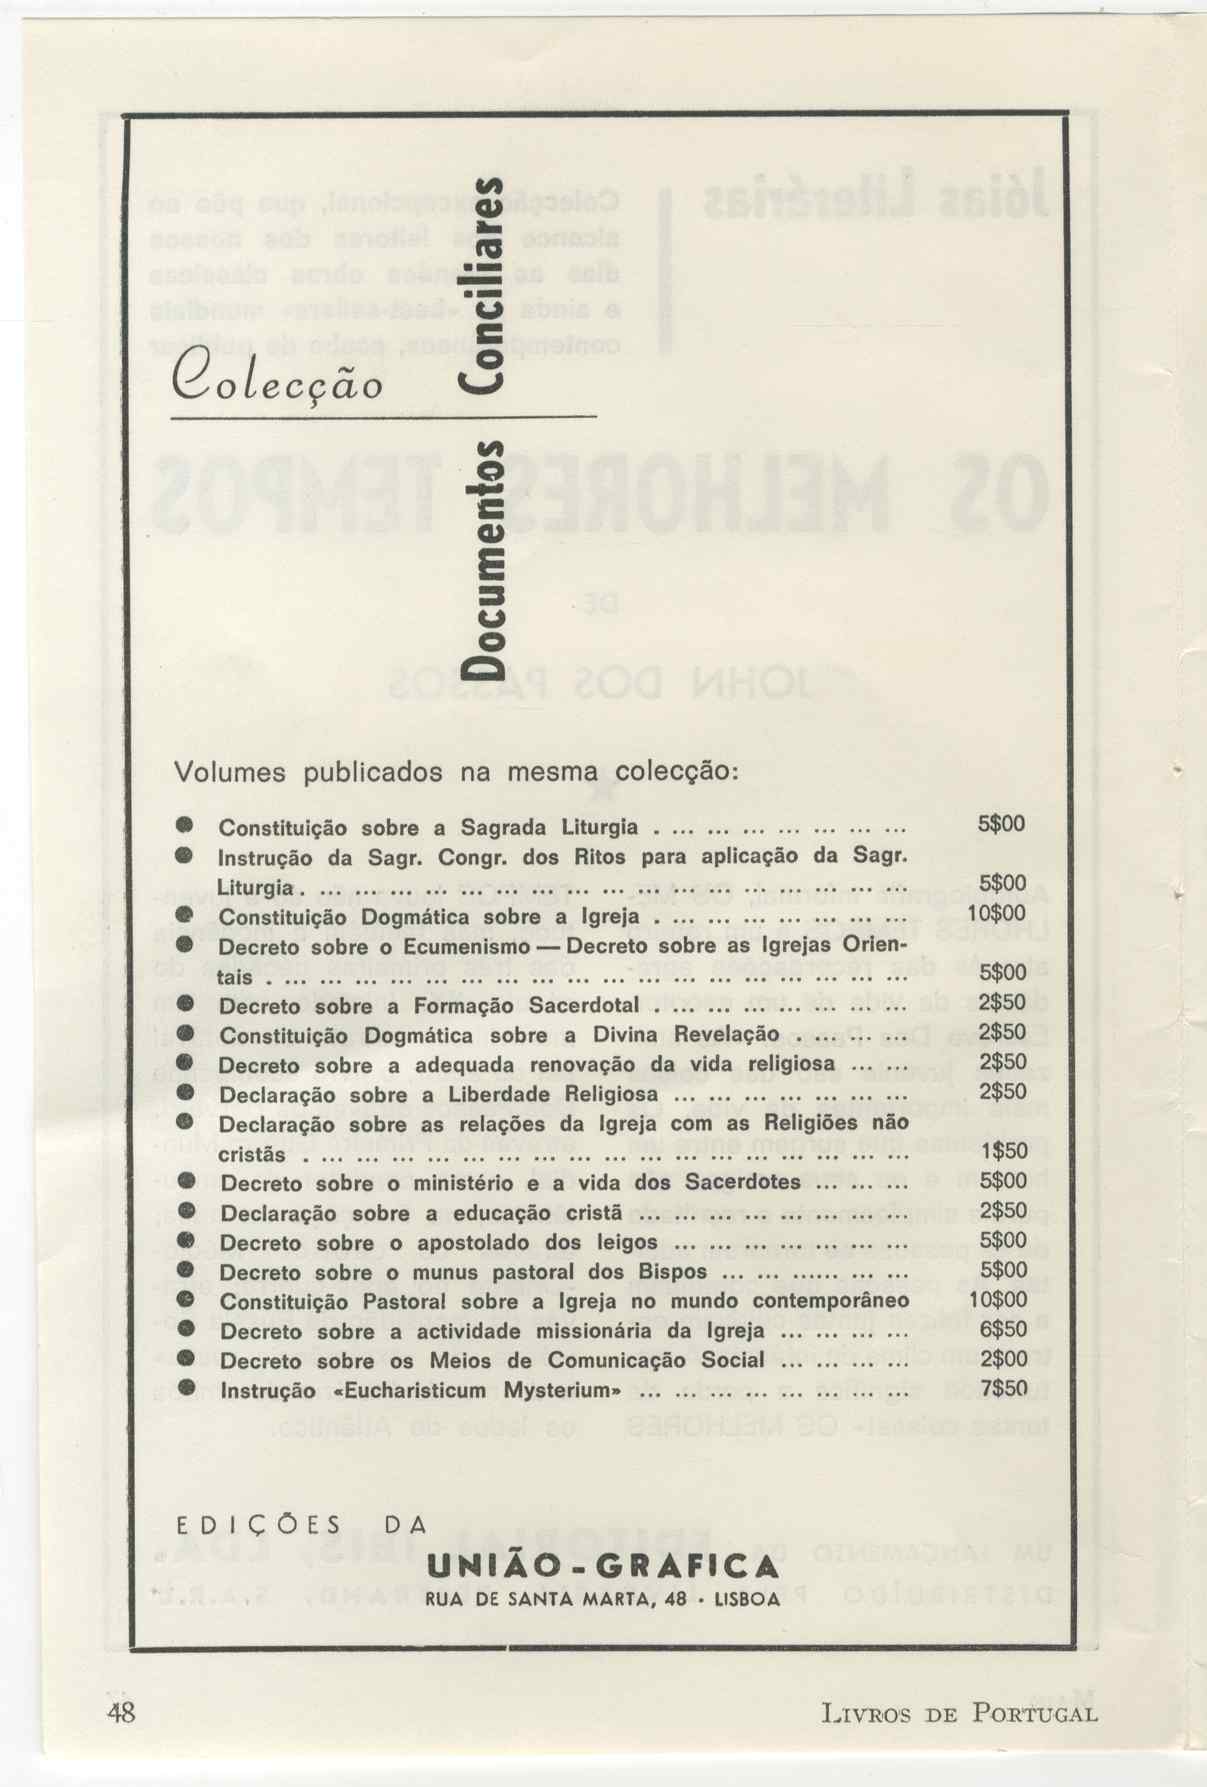 Colecção
Documentos Conciliares
Volumes publicados na mesma colecção:
● Constituição sobre a Sagrada Liturgia . ... ... ... ... ... ... ... 5$00
● Instrução da Sagr. Congr. dos Ritos para aplicação da Sagr.
Liturgia. ... ... ... ... ... ... ... ... ... ... ... ... ... ... ... ... ... 5$00
● Constituição Dogmática sobre a Igreja . ... ... ... ... ... ... ... 10$00
● Decreto sobre o Ecumenismo — Decreto sobre as Igrejas Orien-
tais . ... ... ... ... ... ... ... ... ... ... ... ... ... ... ... ... ... ... 5$00
● Decreto sobre a Formação Sacerdotal . ... ... ... ... ... ... ... 2$50
● Constituição Dogmática sobre a Divina Revelação . ... ... ... 2$50
● Decreto sobre a adequada renovação da vida religiosa ... ... 2$50
● Declaração sobre a Liberdade Religiosa ... ... ... ... ... ... ... 2$50
● Declaração sobre as relações da Igreja com as Religiões não
cristãs . ... ... ... ... ... ... ... ... ... ... ... ... ... ... ... ... ... 1$50
● Decreto sobre o ministério e a vida dos Sacerdotes ... ... ... 5$00
● Declaração sobre a educação cristã ... ... ... ... ... ... ... ... 2$50
● Decreto sobre o apostolado dos leigos ... ... ... ... ... ... ... 5$00
● Decreto sobre o munus pastoral dos Bispos ... ... ... ... ... ... 5$00
● Constituição Pastoral sobre a Igreja no mundo contemporâneo 10$00
● Decreto sobre a actividade missionária da Igreja ... ... ... ... 6$50
● Decreto sobre os Meios de Comunicação Social ... ... ... ... 2$00
● Instrução «Eucharisticum Mysterium» ... ... ... ... ... ... ... ... 7$50
EDIÇÕES DA
UNIÃO-GRAFICA
RUA DE SANTA MARTA, 48 · LISBOA
48
LIVROS DE PORTUGAL